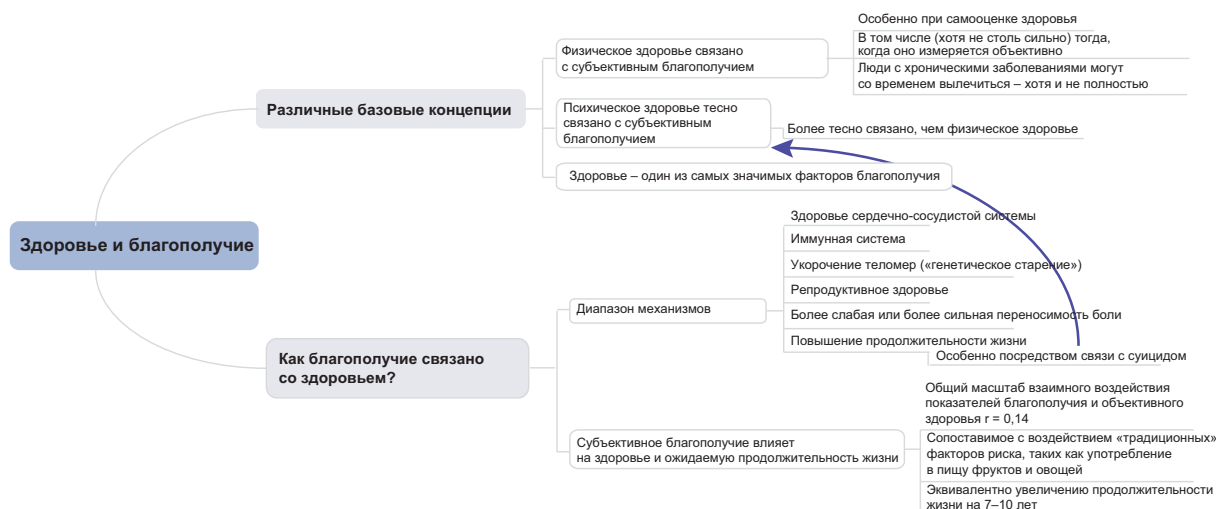 Особенно при самооценке здоровья
В том числе (хотя не столь сильно) тогда,
когда оно измеряется объективно
Физическое здоровье связано
с субъективным благополучием
Люди с хроническими заболеваниями могут
со временем вылечиться – хотя и не полностью
Различные базовые концепции
Психическое здоровье тесно
связано с субъективным
благополучием
Более тесно связано, чем физическое здоровье
Здоровье – один из самых значимых факторов благополучия
Здоровье и благополучие
Здоровье сердечно-сосудистой системы
Иммунная система
Укорочение теломер («генетическое старение»)
Репродуктивное здоровье
Диапазон механизмов
Более слабая или более сильная переносимость боли
Повышение продолжительности жизни
Особенно посредством связи с суицидом
Как благополучие связано
со здоровьем?
Общий масштаб взаимного воздействия
показателей благополучия и объективного
здоровья r = 0,14
Субъективное благополучие влияет
на здоровье и ожидаемую продолжительность жизни
Сопоставимое с воздействием «традиционных»
факторов риска, таких как употребление
в пищу фруктов и овощей
Эквивалентно увеличению продолжительности
жизни на 7–10 лет